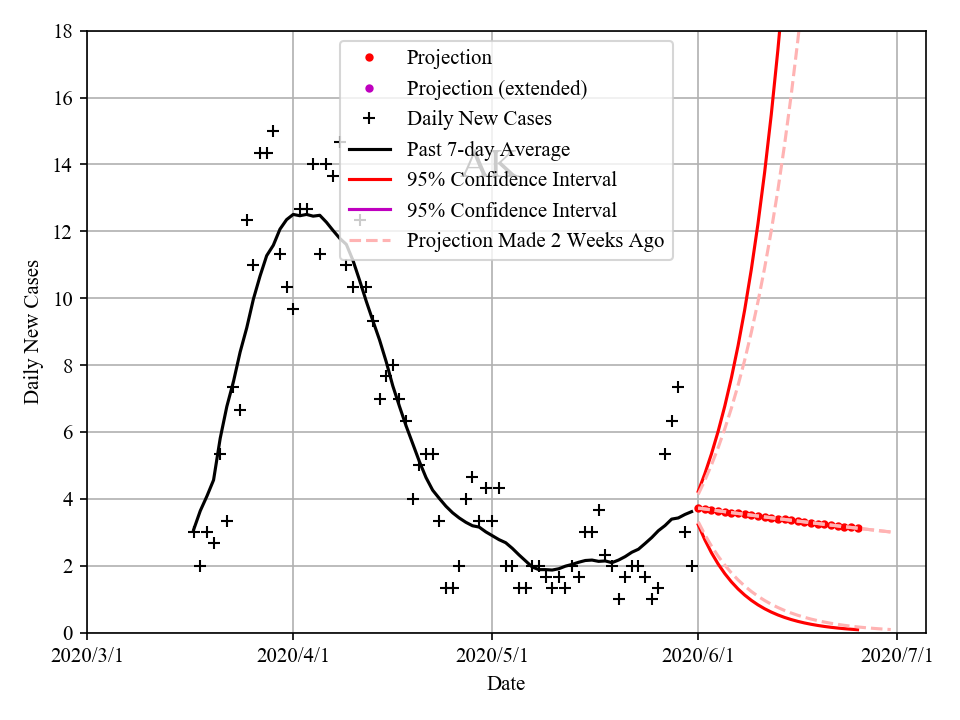 18
16
14
12
10
8
6
4
2
0
Daily New Cases
Projection
Projection (extended)
Daily New Cases
Past 7-day Average
AK
95% Confidence Interval
95% Confidence Interval
Projection Made 2 Weeks Ago
2020/3/1 2020/4/1 2020/5/1 2020/6/1 2020/7/1
Date